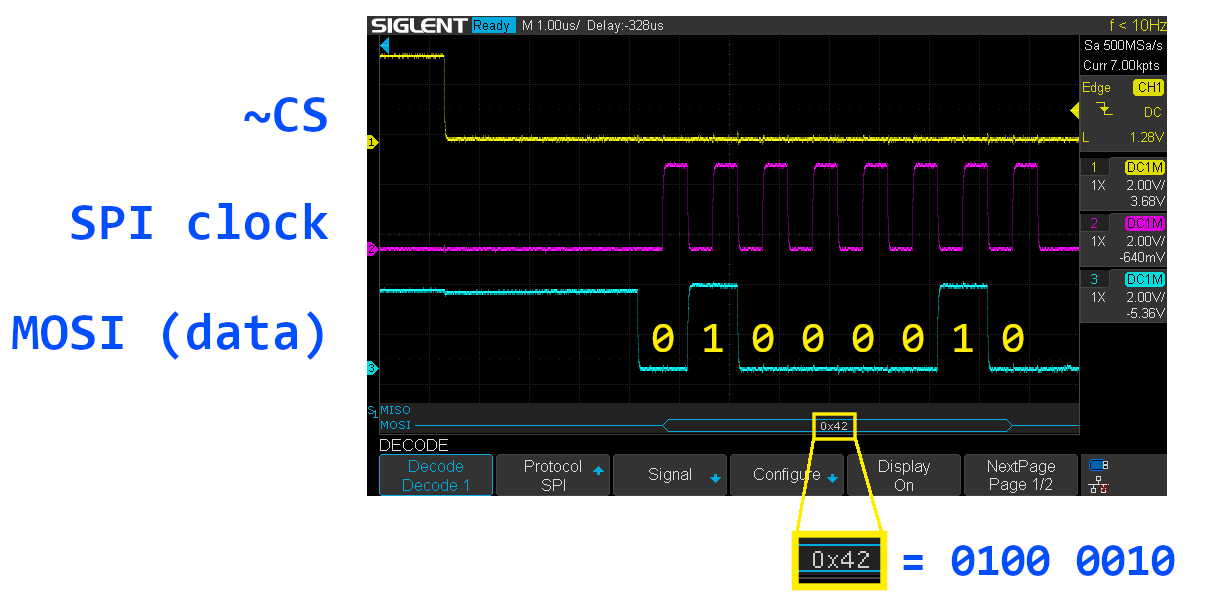 SIGLENT Ready M 1.00us/ Delay:-328us f < 10Hz
Sa 500MSa/s
Curr 7.00kpts
Edge CH1
DC
L 1.28V
1 DC1M
1X 2.00V/
3.68V
2 DC1M
1X 2.00V/
-640mV
3 DC1M
1X 2.00V/
-5.36V
~CS
1
SPI clock
2
MOSI (data)
3
0 1 0 0 0 0 1 0
S1 MISO
MOSI 0x42
DECODE
Decode
Decode 1
Protocol
SPI
Signal
Configure
Display
On
NextPage
Page 1/2
0x42 = 0100 0010